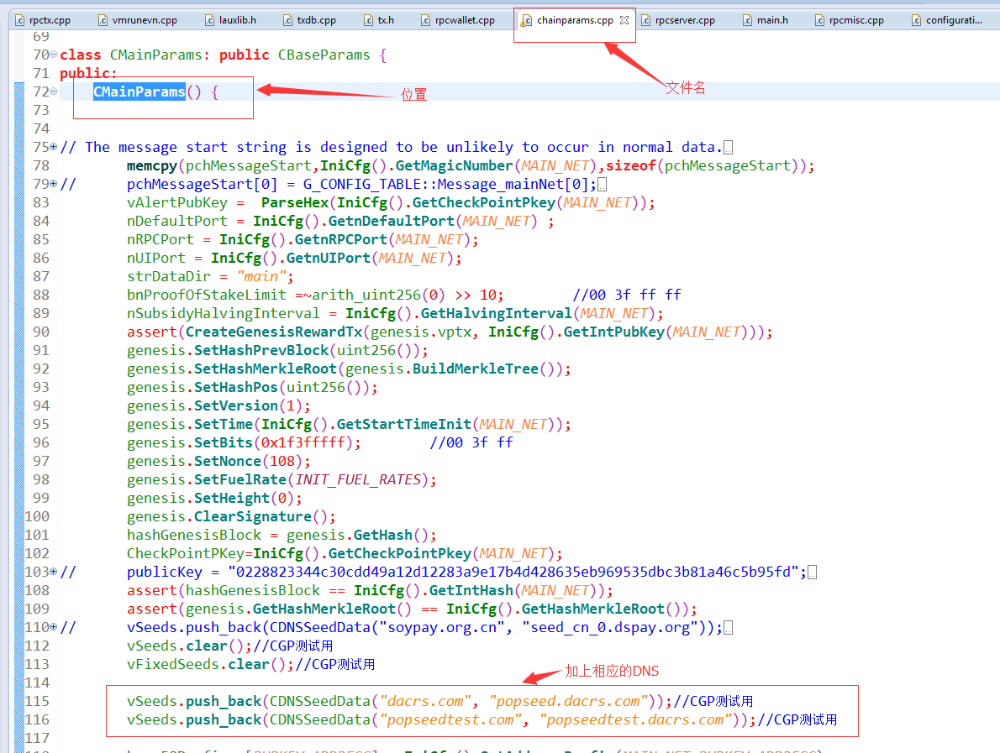 rpctx.cpp vmrunevn.cpp lauxlib.h txdb.cpp tx.h rpcwallet.cpp chainparams.cpp rpcserver.cpp main.h rpcmisc.cpp configurati...
69
70 class CMainParams: public CBaseParams {
71 public:
文件名
72 CMainParams() {
位置
73
74
75 // The message start string is designed to be unlikely to occur in normal data.
78 memcpy(pchMessageStart,IniCfg().GetMagicNumber(MAIN_NET),sizeof(pchMessageStart));
79 // pchMessageStart[0] = G_CONFIG_TABLE::Message_mainNet[0];
83 vAlertPubKey = ParseHex(IniCfg().GetCheckPointPkey(MAIN_NET));
84 nDefaultPort = IniCfg().GetnDefaultPort(MAIN_NET) ;
85 nRPCPort = IniCfg().GetnRPCPort(MAIN_NET);
86 nUIPort = IniCfg().GetnUIPort(MAIN_NET);
87 strDataDir = "main";
88 bnProofOfStakeLimit =~arith_uint256(0) >> 10; //00 3f ff ff
89 nSubsidyHalvingInterval = IniCfg().GetHalvingInterval(MAIN_NET);
90 assert(CreateGenesisRewardTx(genesis.vptx, IniCfg().GetIntPubKey(MAIN_NET)));
91 genesis.SetHashPrevBlock(uint256());
92 genesis.SetHashMerkleRoot(genesis.BuildMerkleTree());
93 genesis.SetHashPos(uint256());
94 genesis.SetVersion(1);
95 genesis.SetTime(IniCfg().GetStartTimeInit(MAIN_NET));
96 genesis.SetBits(0x1f3fffff); //00 3f ff
97 genesis.SetNonce(108);
98 genesis.SetFuelRate(INIT_FUEL_RATES);
99 genesis.SetHeight(0);
100 genesis.ClearSignature();
101 hashGenesisBlock = genesis.GetHash();
102 CheckPointPKey=IniCfg().GetCheckPointPkey(MAIN_NET);
103 // publicKey = "0228823344c30cdd49a12d12283a9e17b4d428635eb969535dbc3b81a46c5b95fd";
108 assert(hashGenesisBlock == IniCfg().GetIntHash(MAIN_NET));
109 assert(genesis.GetHashMerkleRoot() == IniCfg().GetHashMerkleRoot());
110 // vSeeds.push_back(CDNSSeedData("soypay.org.cn", "seed_cn_0.dspay.org"));
112 vSeeds.clear();//CGP测试用
113 vFixedSeeds.clear();//CGP测试用
加上相应的DNS
114
115 vSeeds.push_back(CDNSSeedData("dacrs.com", "popseed.dacrs.com"));//CGP测试用
116 vSeeds.push_back(CDNSSeedData("popseedtest.com", "popseedtest.dacrs.com"));//CGP测试用
117